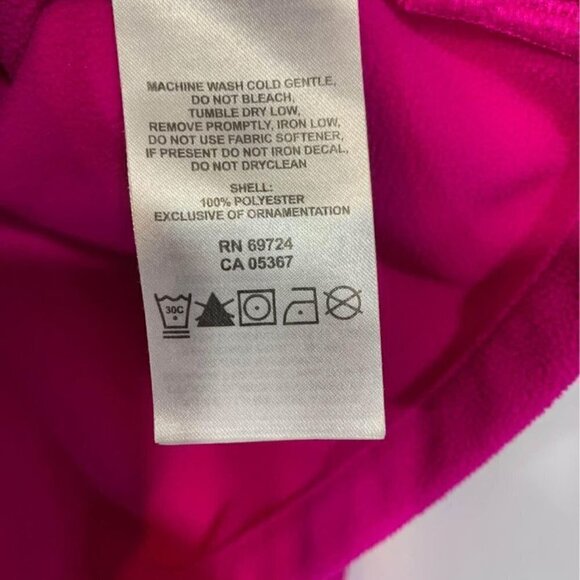 MACHINE WASH COLD GENTLE,
DO NOT BLEACH,
TUMBLE DRY LOW,
REMOVE PROMPTLY, IRON LOW,
DO NOT USE FABRIC SOFTENER,
IF PRESENT DO NOT IRON DECAL,
DO NOT DRYCLEAN
SHELL:
100% POLYESTER
EXCLUSIVE OF ORNAMENTATION
RN 69724
CA 05367
30C